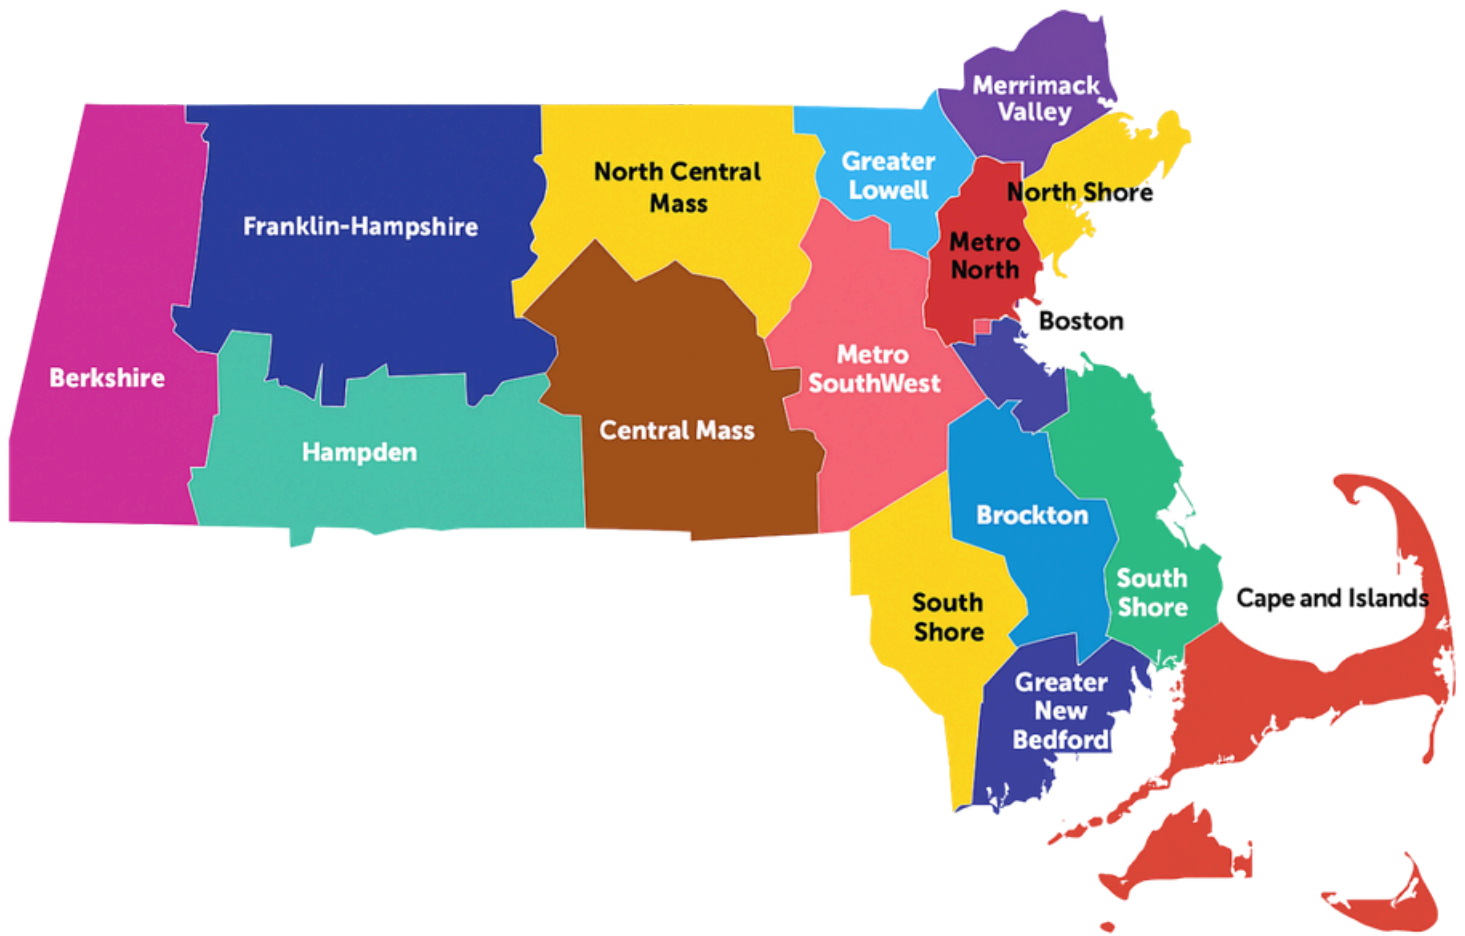 Merrimack
Valley
North Central
Mass
Greater
Lowell
North Shore
Franklin-Hampshire
Metro
North
Boston
Berkshire
Metro
SouthWest
Central Mass
Hampden
Brockton
South
Shore
Cape and Islands
South
Shore
Greater
New
Bedford